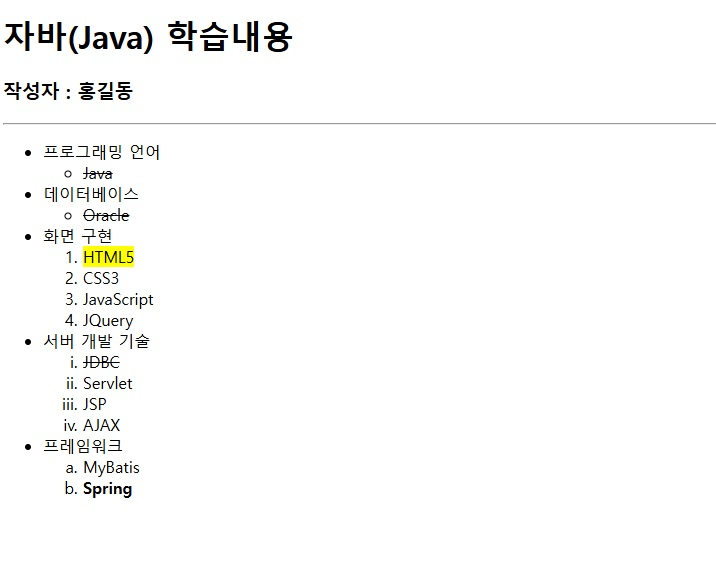 자바(Java) 학습내용
작성자 : 홍길동
프로그래밍 언어
Java
데이터베이스
Oracle
화면 구현
1. HTML5
2. CSS3
3. JavaScript
4. JQuery
서버 개발 기술
i. JDBC
ii. Servlet
iii. JSP
iv. AJAX
프레임워크
a. MyBatis
b. Spring